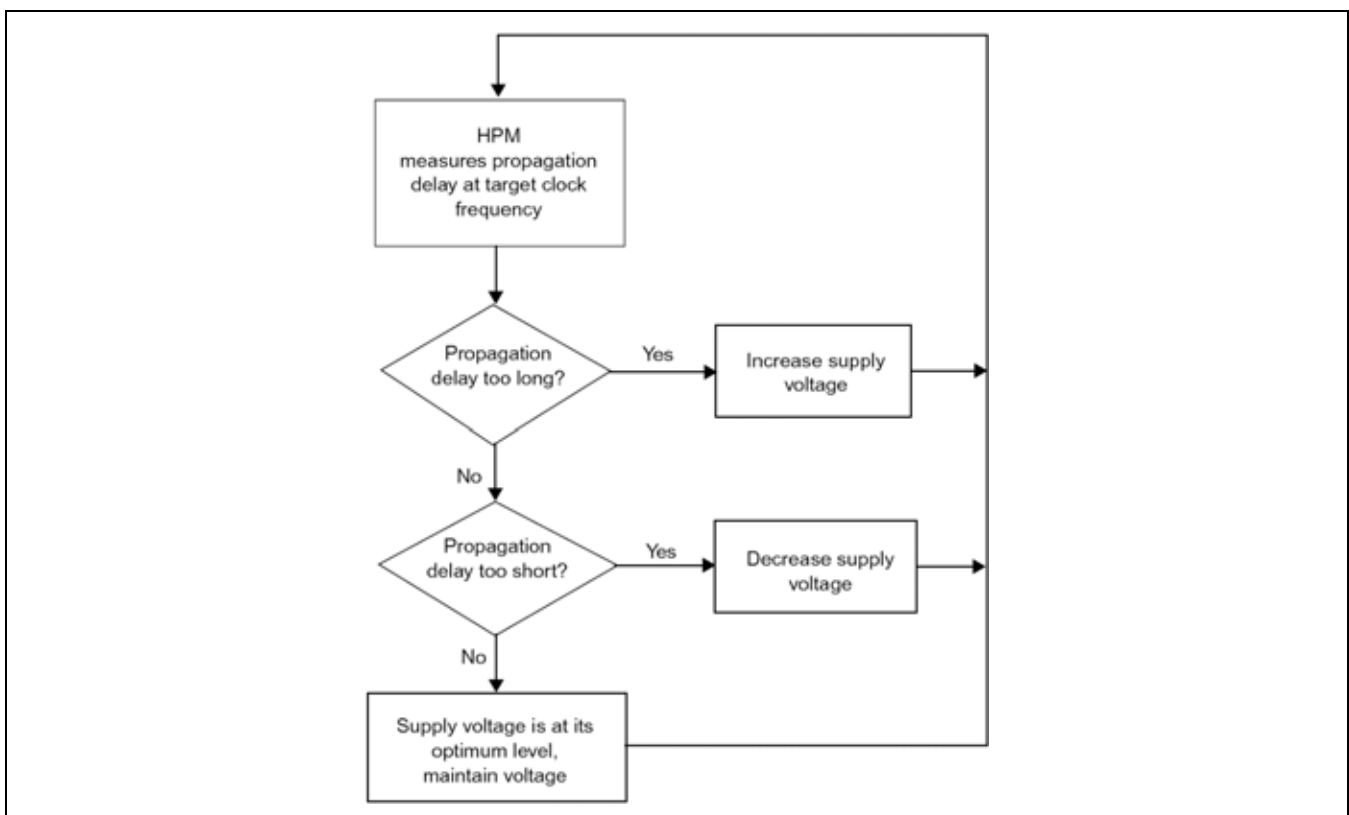 HPM
measures propagation
delay at target clock
frequency
Propagation
delay too long?
Yes
Increase supply
voltage
No
Propagation
delay too short?
Yes
Decrease supply
voltage
No
Supply voltage is at its
optimum level,
maintain voltage